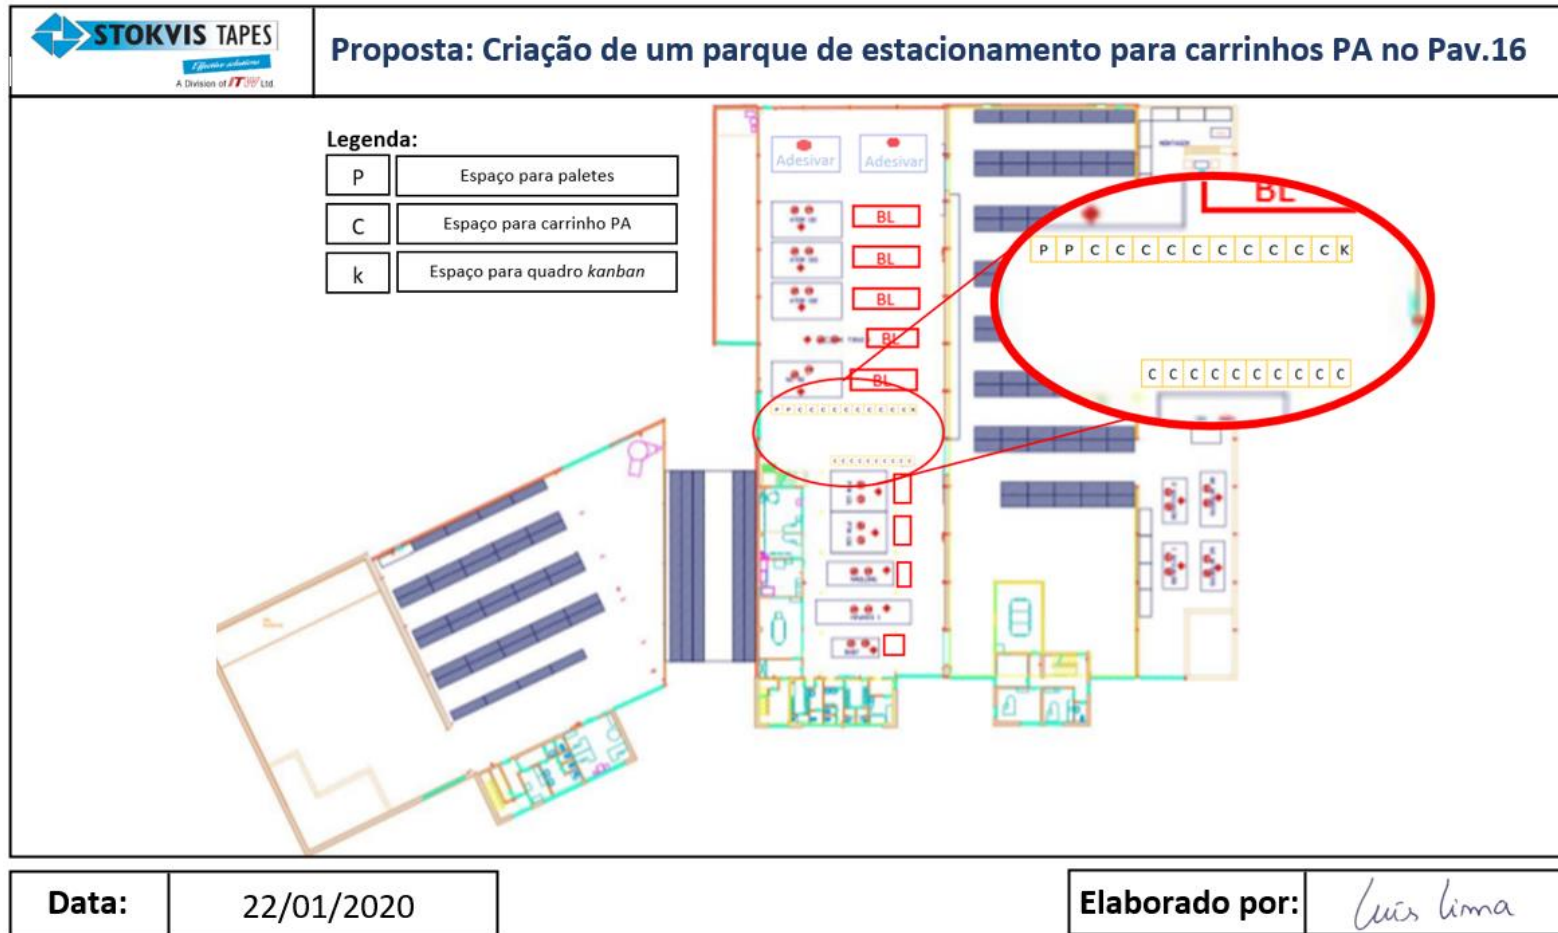 STOKVIS TAPES
Effective solutions
A Division of ITW Ltd.
Proposta: Criação de um parque de estacionamento para carrinhos PA no Pav.16
Legenda:
P Espaço para paletes
C Espaço para carrinho PA
k Espaço para quadro kanban
Adesivar Adesivar
BL
BL
BL
BL
BL
P P C C C C C C C C C C K
C C C C C C C C C C
BL
P P C C C C C C C C C C K
C C C C C C C C C C
Data: 22/01/2020
Elaborado por: Luís Lima